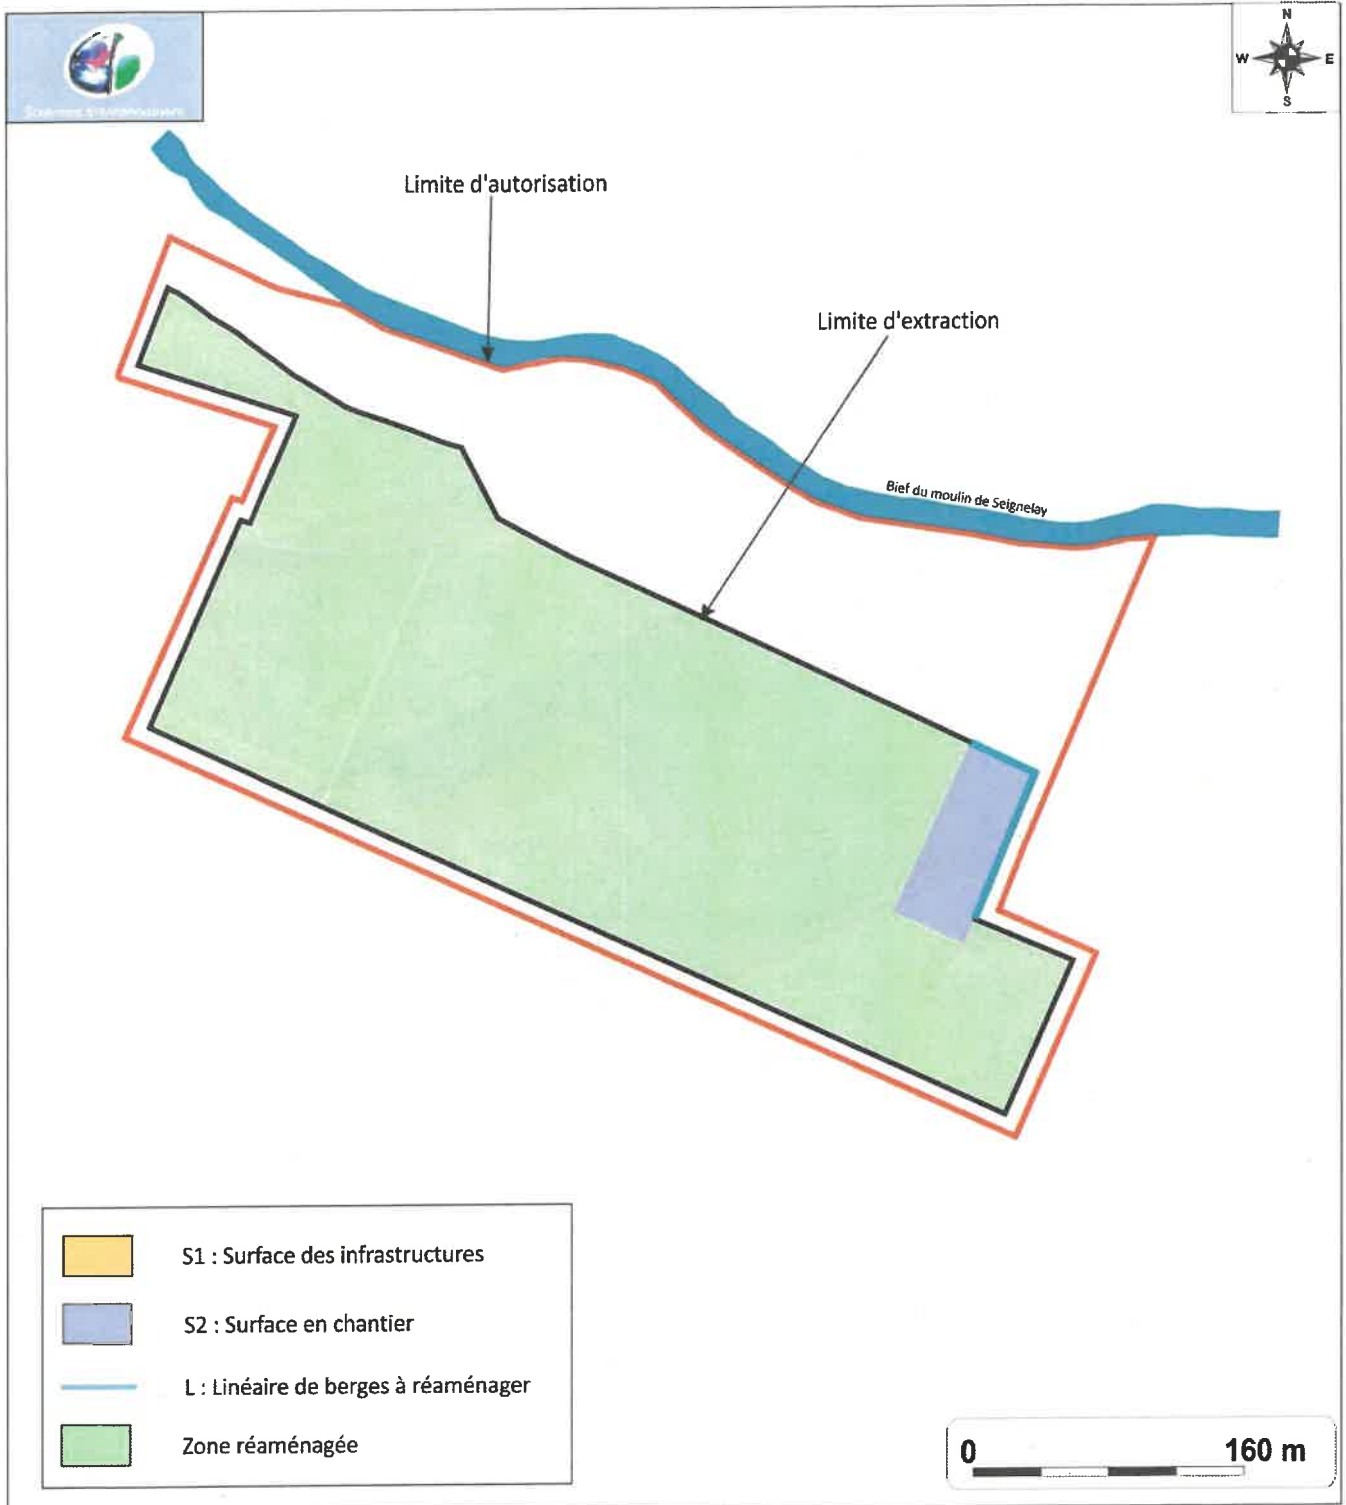 N
W E
S
Limite d'autorisation
Limite d'extraction
Bief du moulin de Seignelay
S1 : Surface des infrastructures
S2 : Surface en chantier
L : Linéaire de berges à réaménager
Zone réaménagée
0 160 m